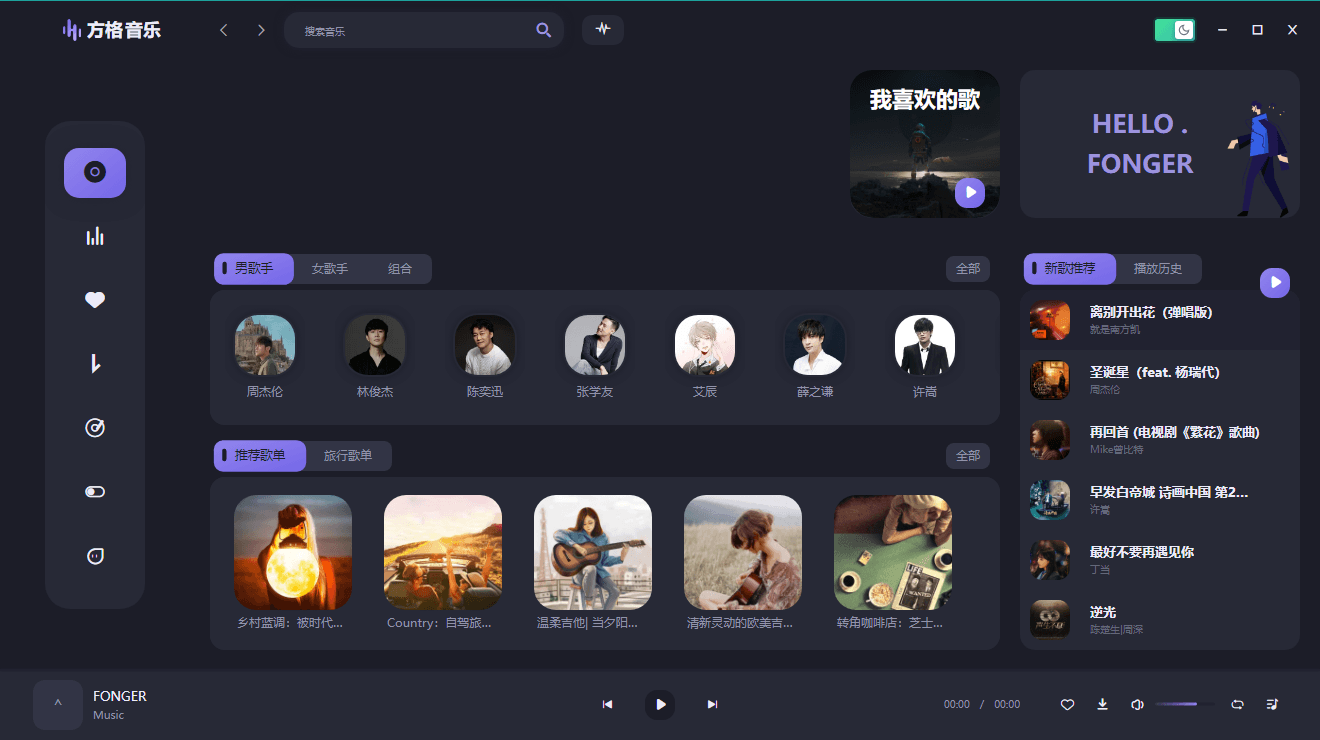 方格音乐
搜索音乐
我喜欢的歌
HELLO .
FONGER
男歌手
女歌手
组合
全部
周杰伦
林俊杰
陈奕迅
张学友
艾辰
薛之谦
许嵩
推荐歌单
旅行歌单
全部
乡村蓝调：被时代...
Country：自驾旅...
温柔吉他| 当夕阳...
清新灵动的欧美吉...
转角咖啡店：芝士...
LIFE
WANTED
新歌推荐
播放历史
离别开出花（弹唱版）
就是南方凯
圣诞星（feat. 杨瑞代）
周杰伦
再回首 (电视剧《繁花》歌曲)
Mike曾比特
早发白帝城 诗画中国 第2...
许嵩
最好不要再遇见你
丁当
逆光
陈楚生|周深
FONGER
Music
00:00 / 00:00